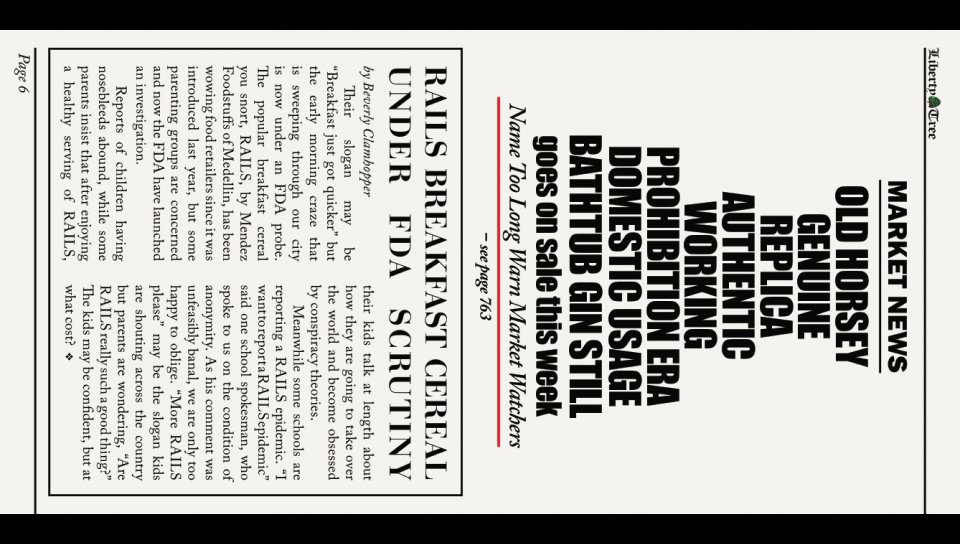 Liberty Tree
MARKET NEWS
OLD HORSEY
GENUINE
REPLICA
AUTHENTIC
WORKING
PROHIBITION ERA
DOMESTIC USAGE
BATHTUB GIN STILL
goes on sale this week
Name Too Long Warn Market Watchers
– see page 763
RAILS BREAKFAST CEREAL
UNDER FDA SCRUTINY
by Beverly Clamhopper
Their slogan may be
“Breakfast just got quicker” but
the early morning craze that
is sweeping through our city
is now under an FDA probe.
The popular breakfast cereal
you snort, RAILS, by Mendez
Foodstuffs of Medellin, has been
wowing food retailers since it was
introduced last year, but some
parenting groups are concerned
and now the FDA have launched
an investigation.
Reports of children having
nosebleeds abound, while some
parents insist that after enjoying
a healthy serving of RAILS,
their kids talk at length about
how they are going to take over
the world and become obsessed
by conspiracy theories.
Meanwhile some schools are
reporting a RAILS epidemic. “I
want to report a RAILS epidemic”
said one school spokesman, who
spoke to us on the condition of
anonymity. As his comment was
unfeasibly banal, we are only too
happy to oblige. “More RAILS
please” may be the slogan kids
are shouting across the country
but parents are wondering, “Are
RAILS really such a good thing?”
The kids may be confident, but at
what cost? ❖
Page 6